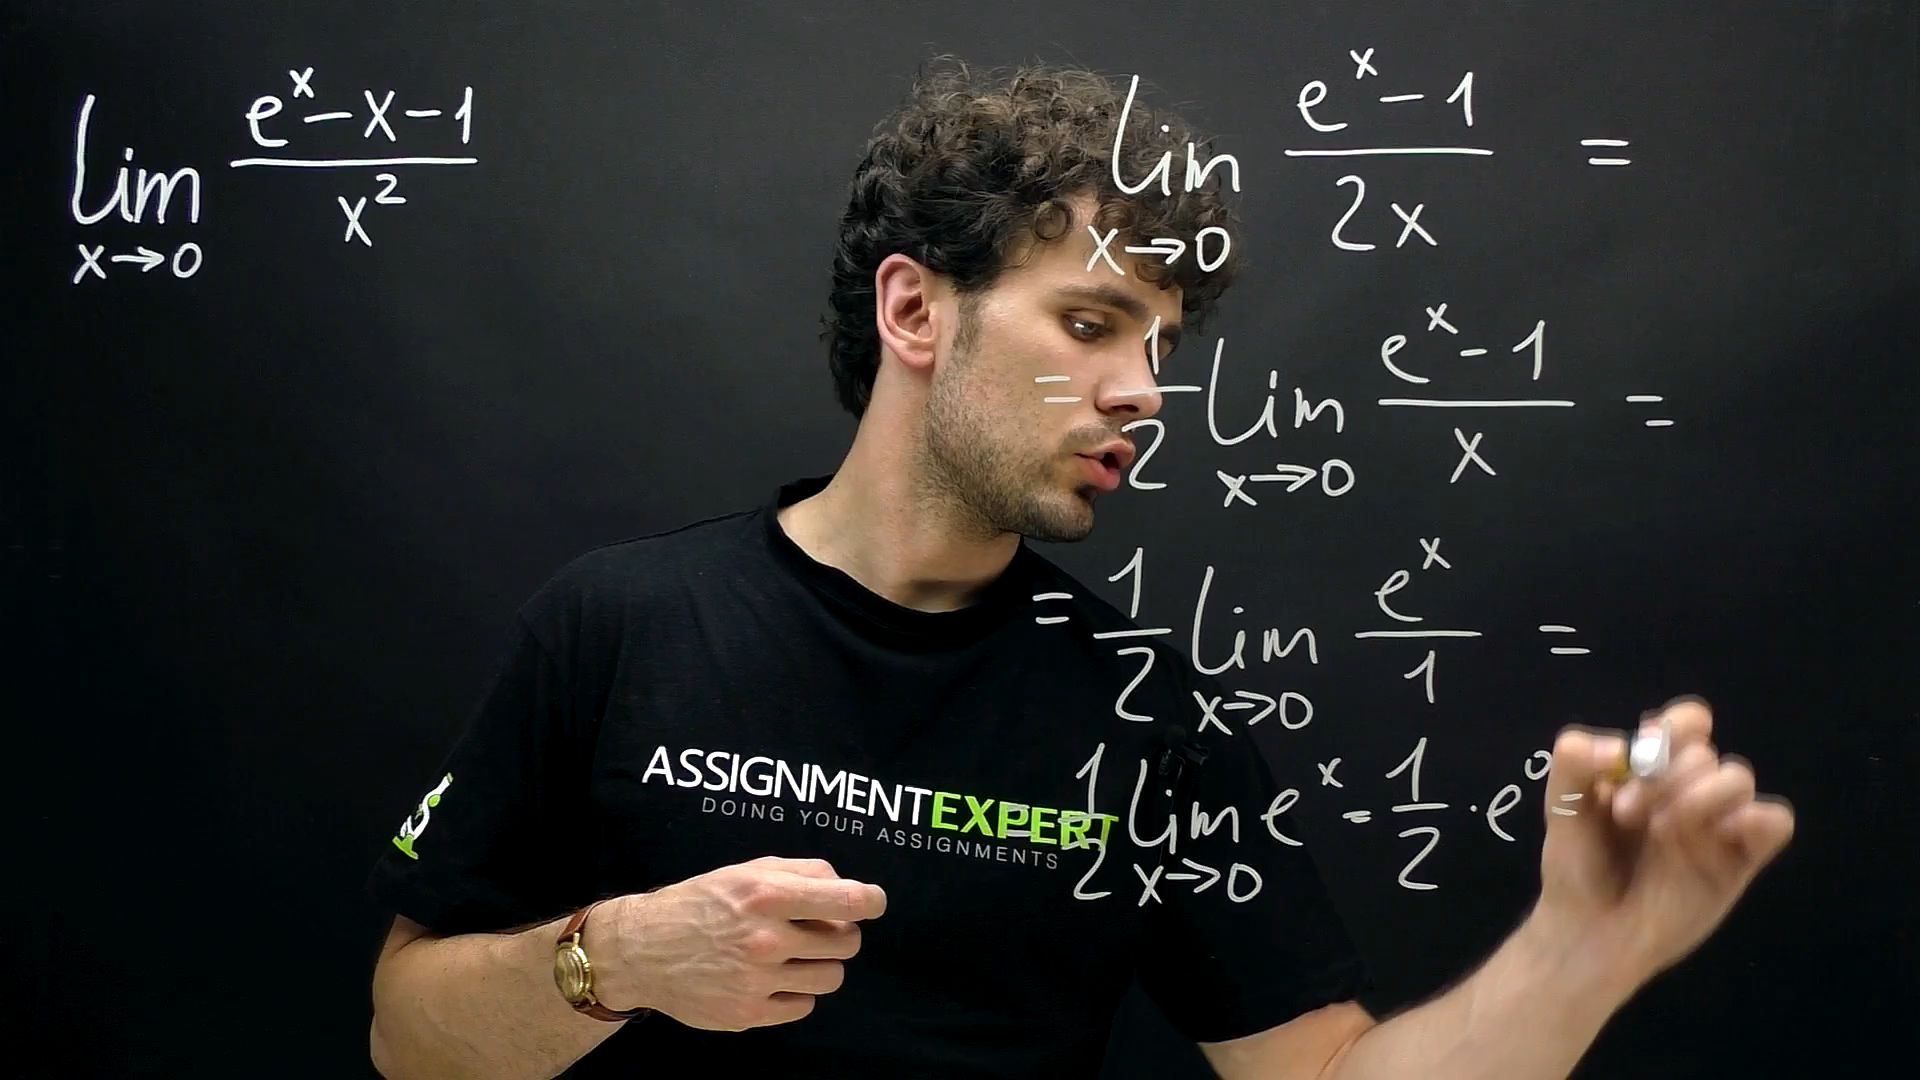 lim x→0 (e^x − x − 1)/x²
lim x→0 (e^x − 1)/2x =
= 1/2 lim x→0 (e^x − 1)/x =
= 1/2 lim x→0 e^x/1 =
= 1/2 lim x→0 e^x = 1/2 · e^0 =
ASSIGNMENTEXPERT
DOING YOUR ASSIGNMENTS